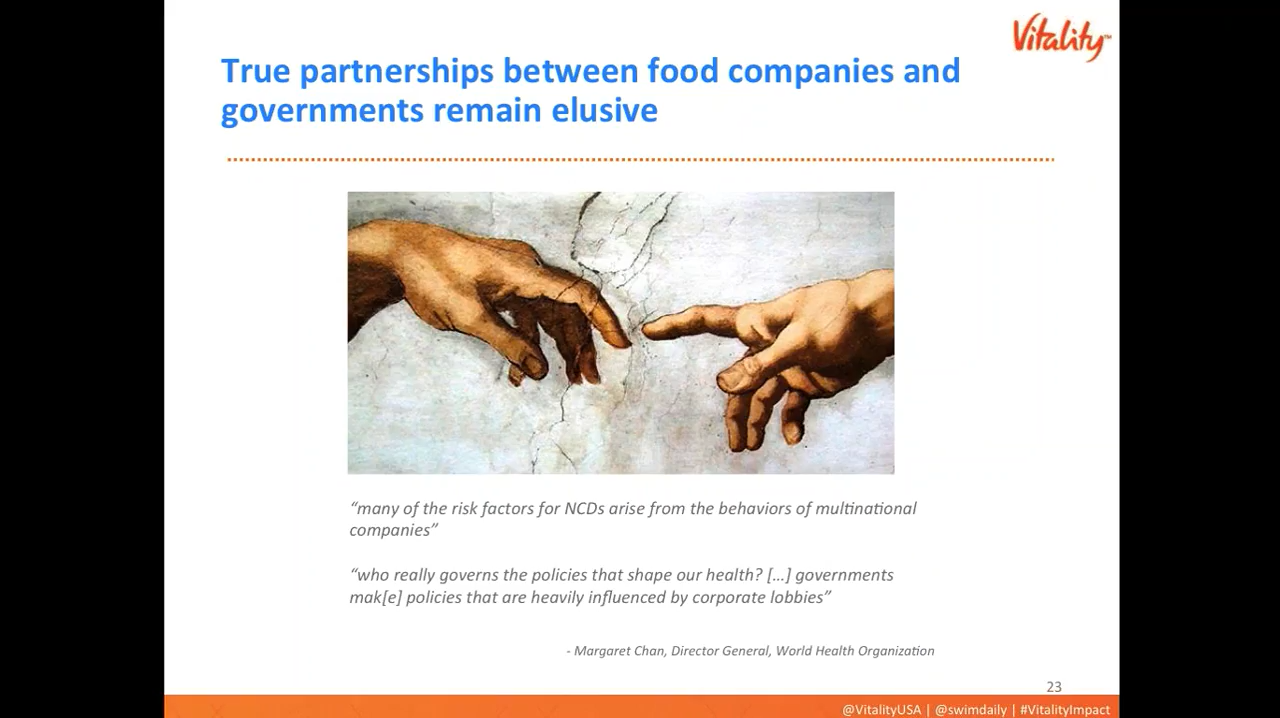 Vitality™
True partnerships between food companies and
governments remain elusive
“many of the risk factors for NCDs arise from the behaviors of multinational
companies”
“who really governs the policies that shape our health? [...] governments
mak[e] policies that are heavily influenced by corporate lobbies”
- Margaret Chan, Director General, World Health Organization
23
@VitalityUSA | @swimdaily | #VitalityImpact